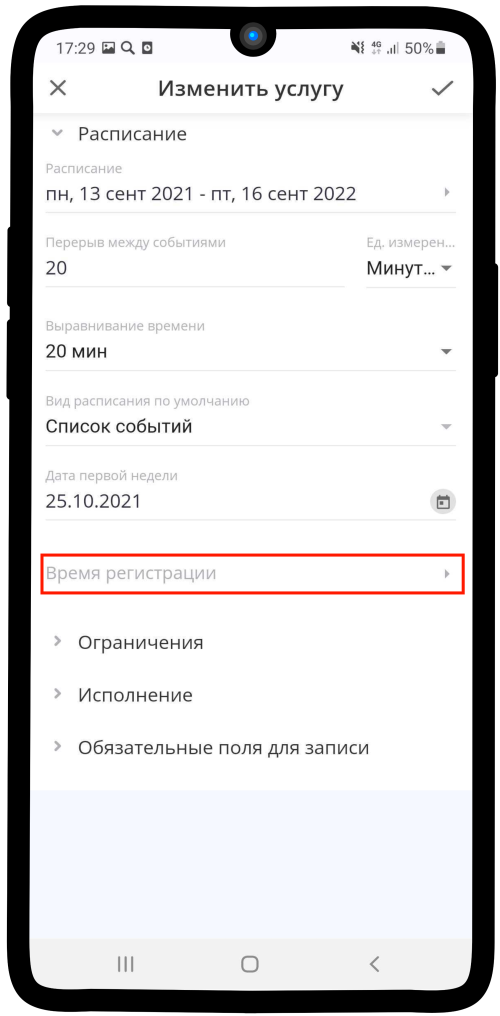 17:29 4G 50%
Изменить услугу
Расписание
Расписание
пн, 13 сент 2021 - пт, 16 сент 2022
Перерыв между событиями Ед. измерен...
20 Минут...
Выравнивание времени
20 мин
Вид расписания по умолчанию
Список событий
Дата первой недели
25.10.2021
Время регистрации
Ограничения
Исполнение
Обязательные поля для записи